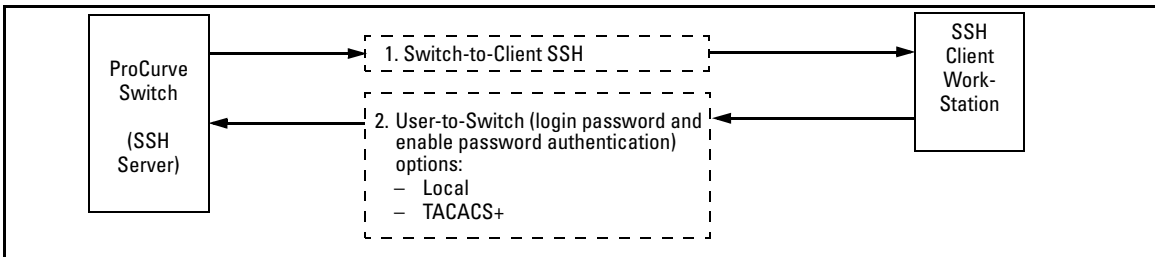 ProCurve
Switch
(SSH
Server)
1. Switch-to-Client SSH
2. User-to-Switch (login password and
enable password authentication)
options:
– Local
– TACACS+
SSH
Client
Work-
Station